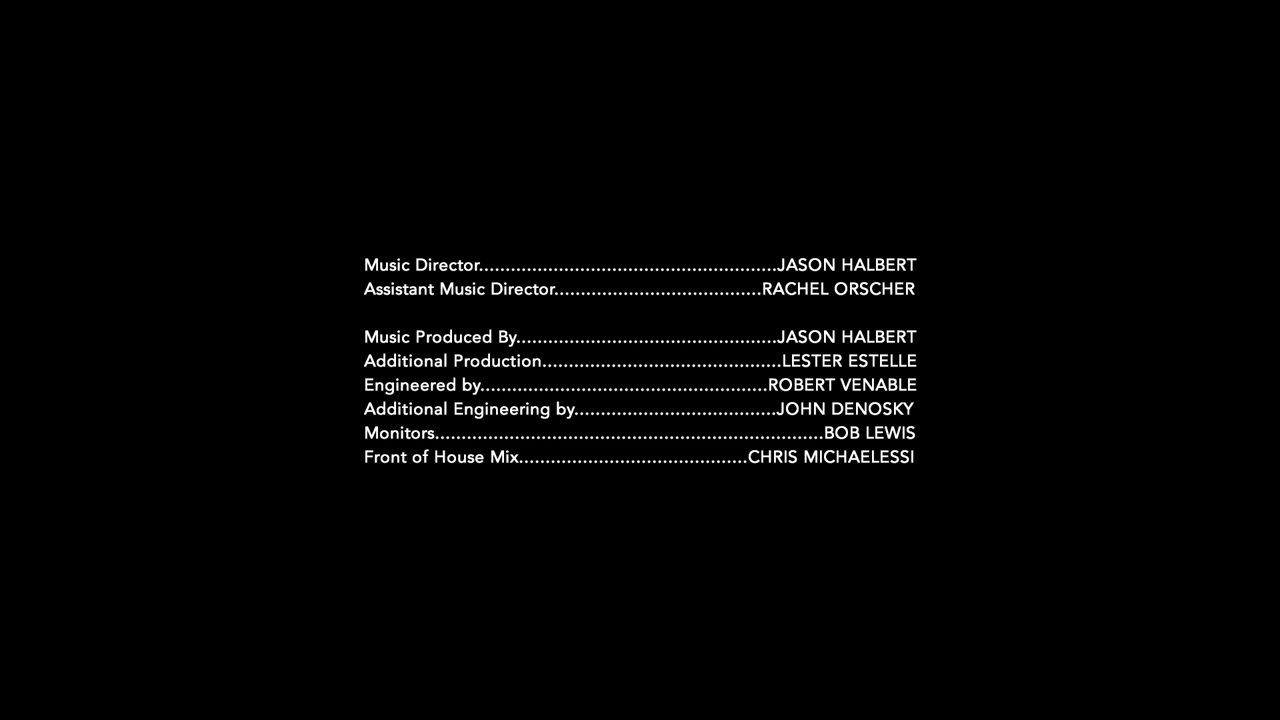 Music Director.........................................................JASON HALBERT
Assistant Music Director.......................................RACHEL ORSCHER
Music Produced By..................................................JASON HALBERT
Additional Production..............................................LESTER ESTELLE
Engineered by.......................................................ROBERT VENABLE
Additional Engineering by......................................JOHN DENOSKY
Monitors..........................................................................BOB LEWIS
Front of House Mix...........................................CHRIS MICHAELESSI